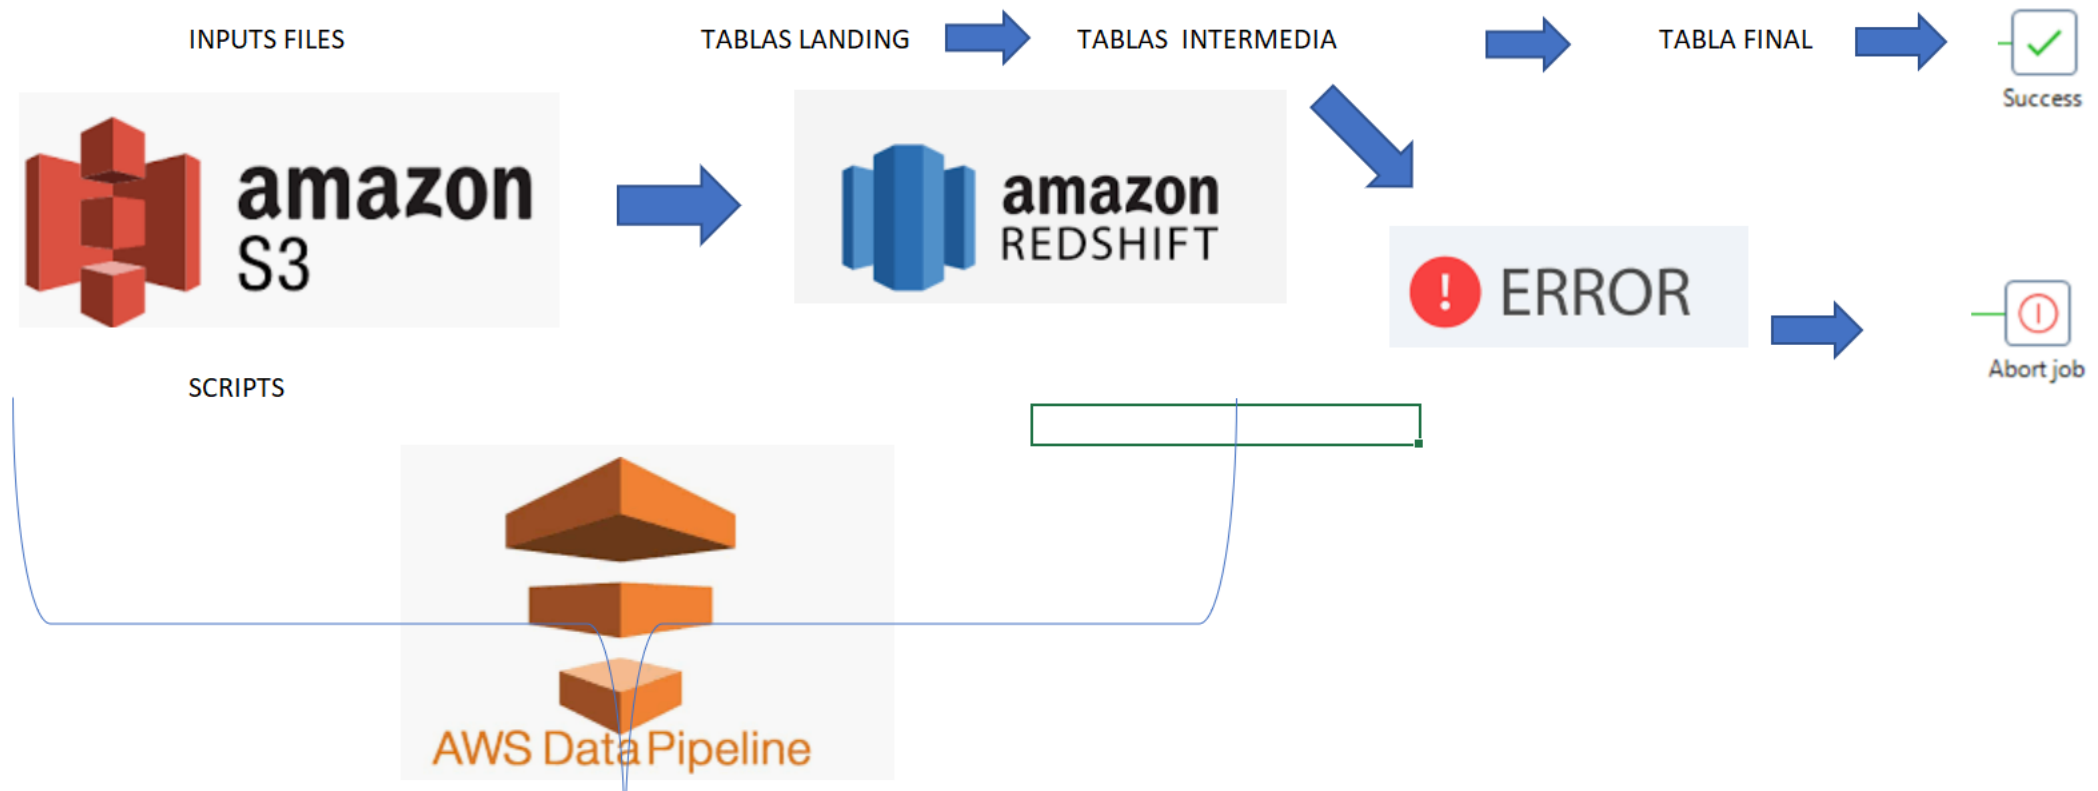 INPUTS FILES
TABLAS LANDING
TABLAS INTERMEDIA
TABLA FINAL
Success
amazon
S3
amazon
REDSHIFT
! ERROR
Abort job
SCRIPTS
AWS Data Pipeline